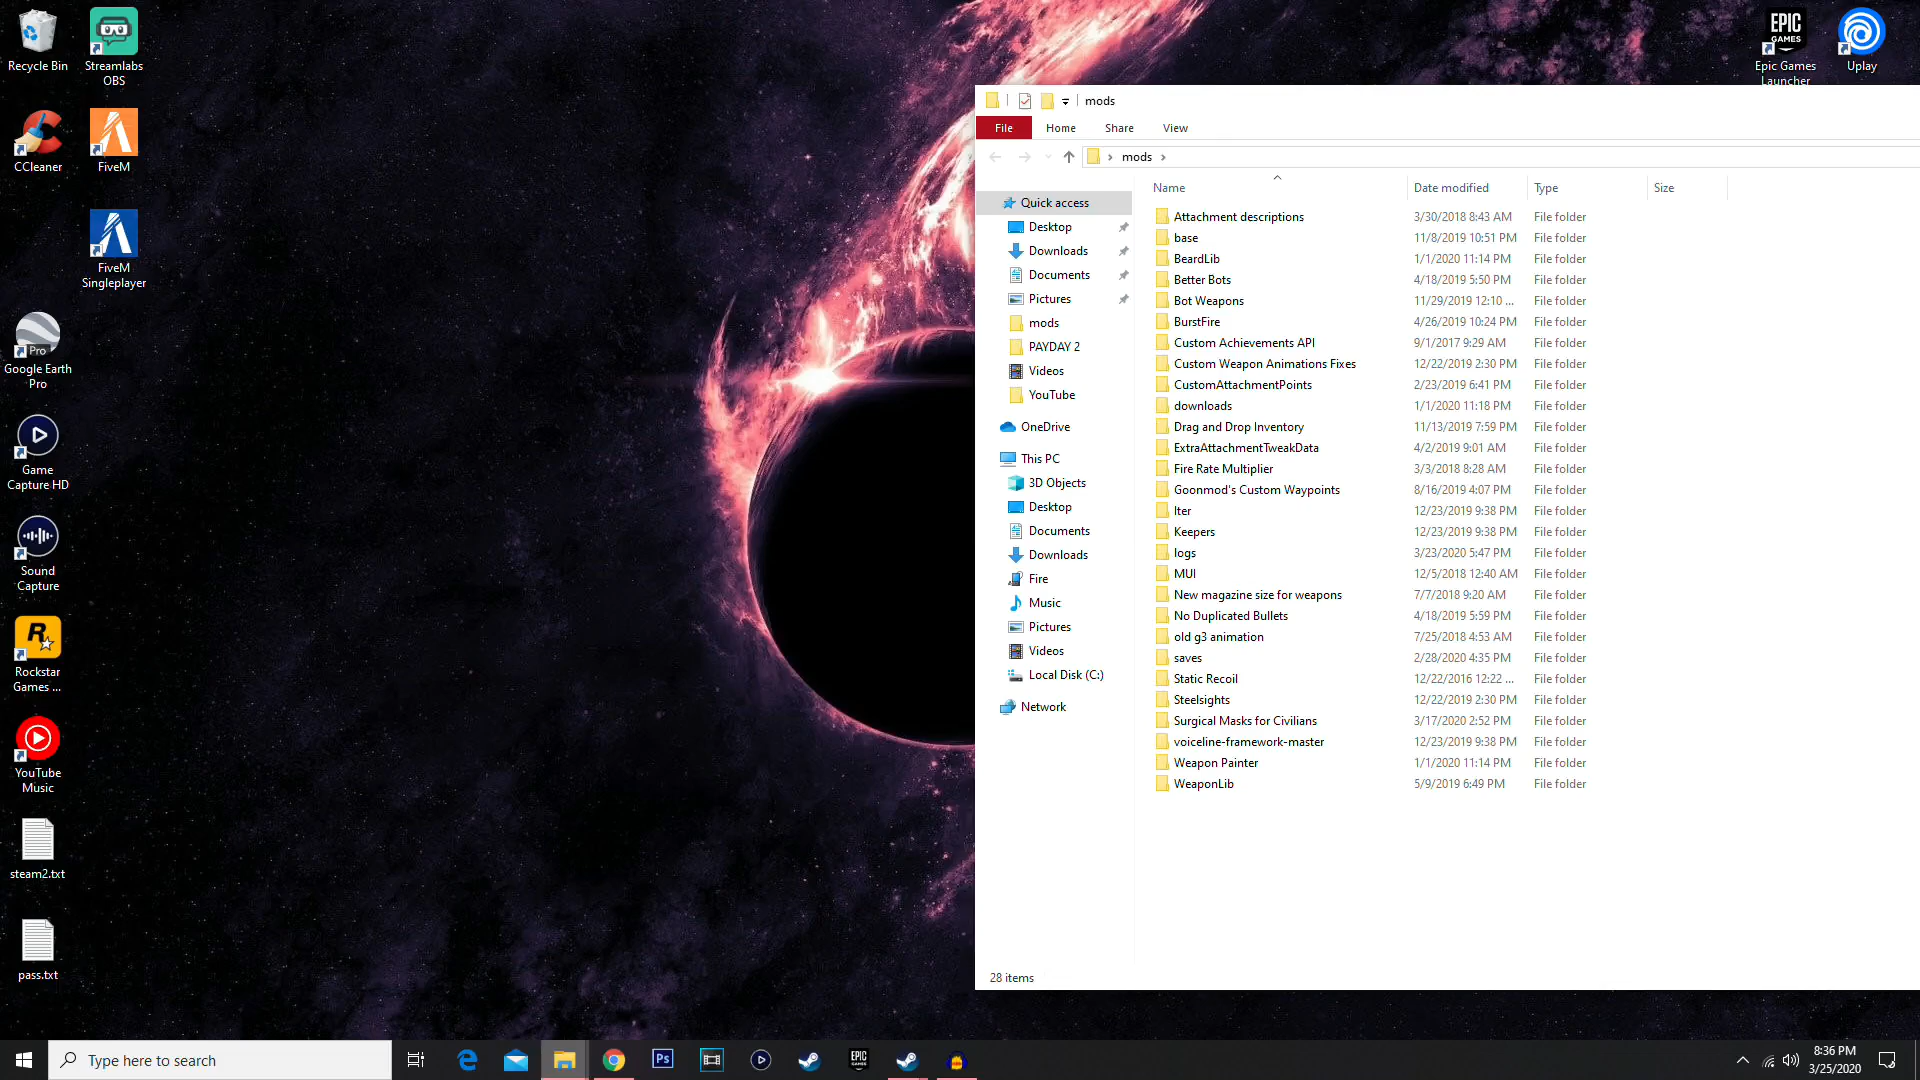 Recycle Bin
Streamlabs
OBS
CCleaner
FiveM
FiveM
Singleplayer
Pro
Google Earth
Pro
Game
Capture HD
Sound
Capture
R
Rockstar
Games ...
YouTube
Music
steam2.txt
pass.txt
EPIC
GAMES
Epic Games
Launcher
Uplay
mods
File
Home
Share
View
mods
Name
Date modified
Type
Size
Quick access
Desktop
Downloads
Documents
Pictures
mods
PAYDAY 2
Videos
YouTube
OneDrive
This PC
3D Objects
Desktop
Documents
Downloads
Fire
Music
Pictures
Videos
Local Disk (C:)
Network
Attachment descriptions 3/30/2018 8:43 AM File folder
base 11/8/2019 10:51 PM File folder
BeardLib 1/1/2020 11:14 PM File folder
Better Bots 4/18/2019 5:50 PM File folder
Bot Weapons 11/29/2019 12:10 ... File folder
BurstFire 4/26/2019 10:24 PM File folder
Custom Achievements API 9/1/2017 9:29 AM File folder
Custom Weapon Animations Fixes 12/22/2019 2:30 PM File folder
CustomAttachmentPoints 2/23/2019 6:41 PM File folder
downloads 1/1/2020 11:18 PM File folder
Drag and Drop Inventory 11/13/2019 7:59 PM File folder
ExtraAttachmentTweakData 4/2/2019 9:01 AM File folder
Fire Rate Multiplier 3/3/2018 8:28 AM File folder
Goonmod's Custom Waypoints 8/16/2019 4:07 PM File folder
Iter 12/23/2019 9:38 PM File folder
Keepers 12/23/2019 9:38 PM File folder
logs 3/23/2020 5:47 PM File folder
MUI 12/5/2018 12:40 AM File folder
New magazine size for weapons 7/7/2018 9:20 AM File folder
No Duplicated Bullets 4/18/2019 5:59 PM File folder
old g3 animation 7/25/2018 4:53 AM File folder
saves 2/28/2020 4:35 PM File folder
Static Recoil 12/22/2016 12:22 ... File folder
Steelsights 12/22/2019 2:30 PM File folder
Surgical Masks for Civilians 3/17/2020 2:52 PM File folder
voiceline-framework-master 12/23/2019 9:38 PM File folder
Weapon Painter 1/1/2020 11:14 PM File folder
WeaponLib 5/9/2019 6:49 PM File folder
28 items
Type here to search
Ps
EPIC
GAMES
8:36 PM
3/25/2020